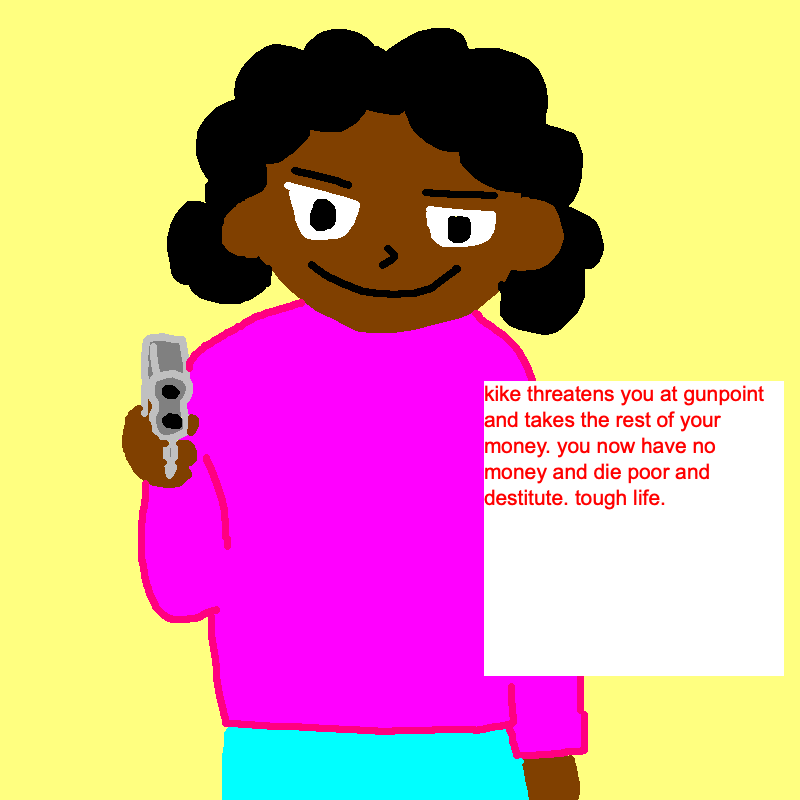 kike threatens you at gunpoint
and takes the rest of your
money. you now have no
money and die poor and
destitute. tough life.